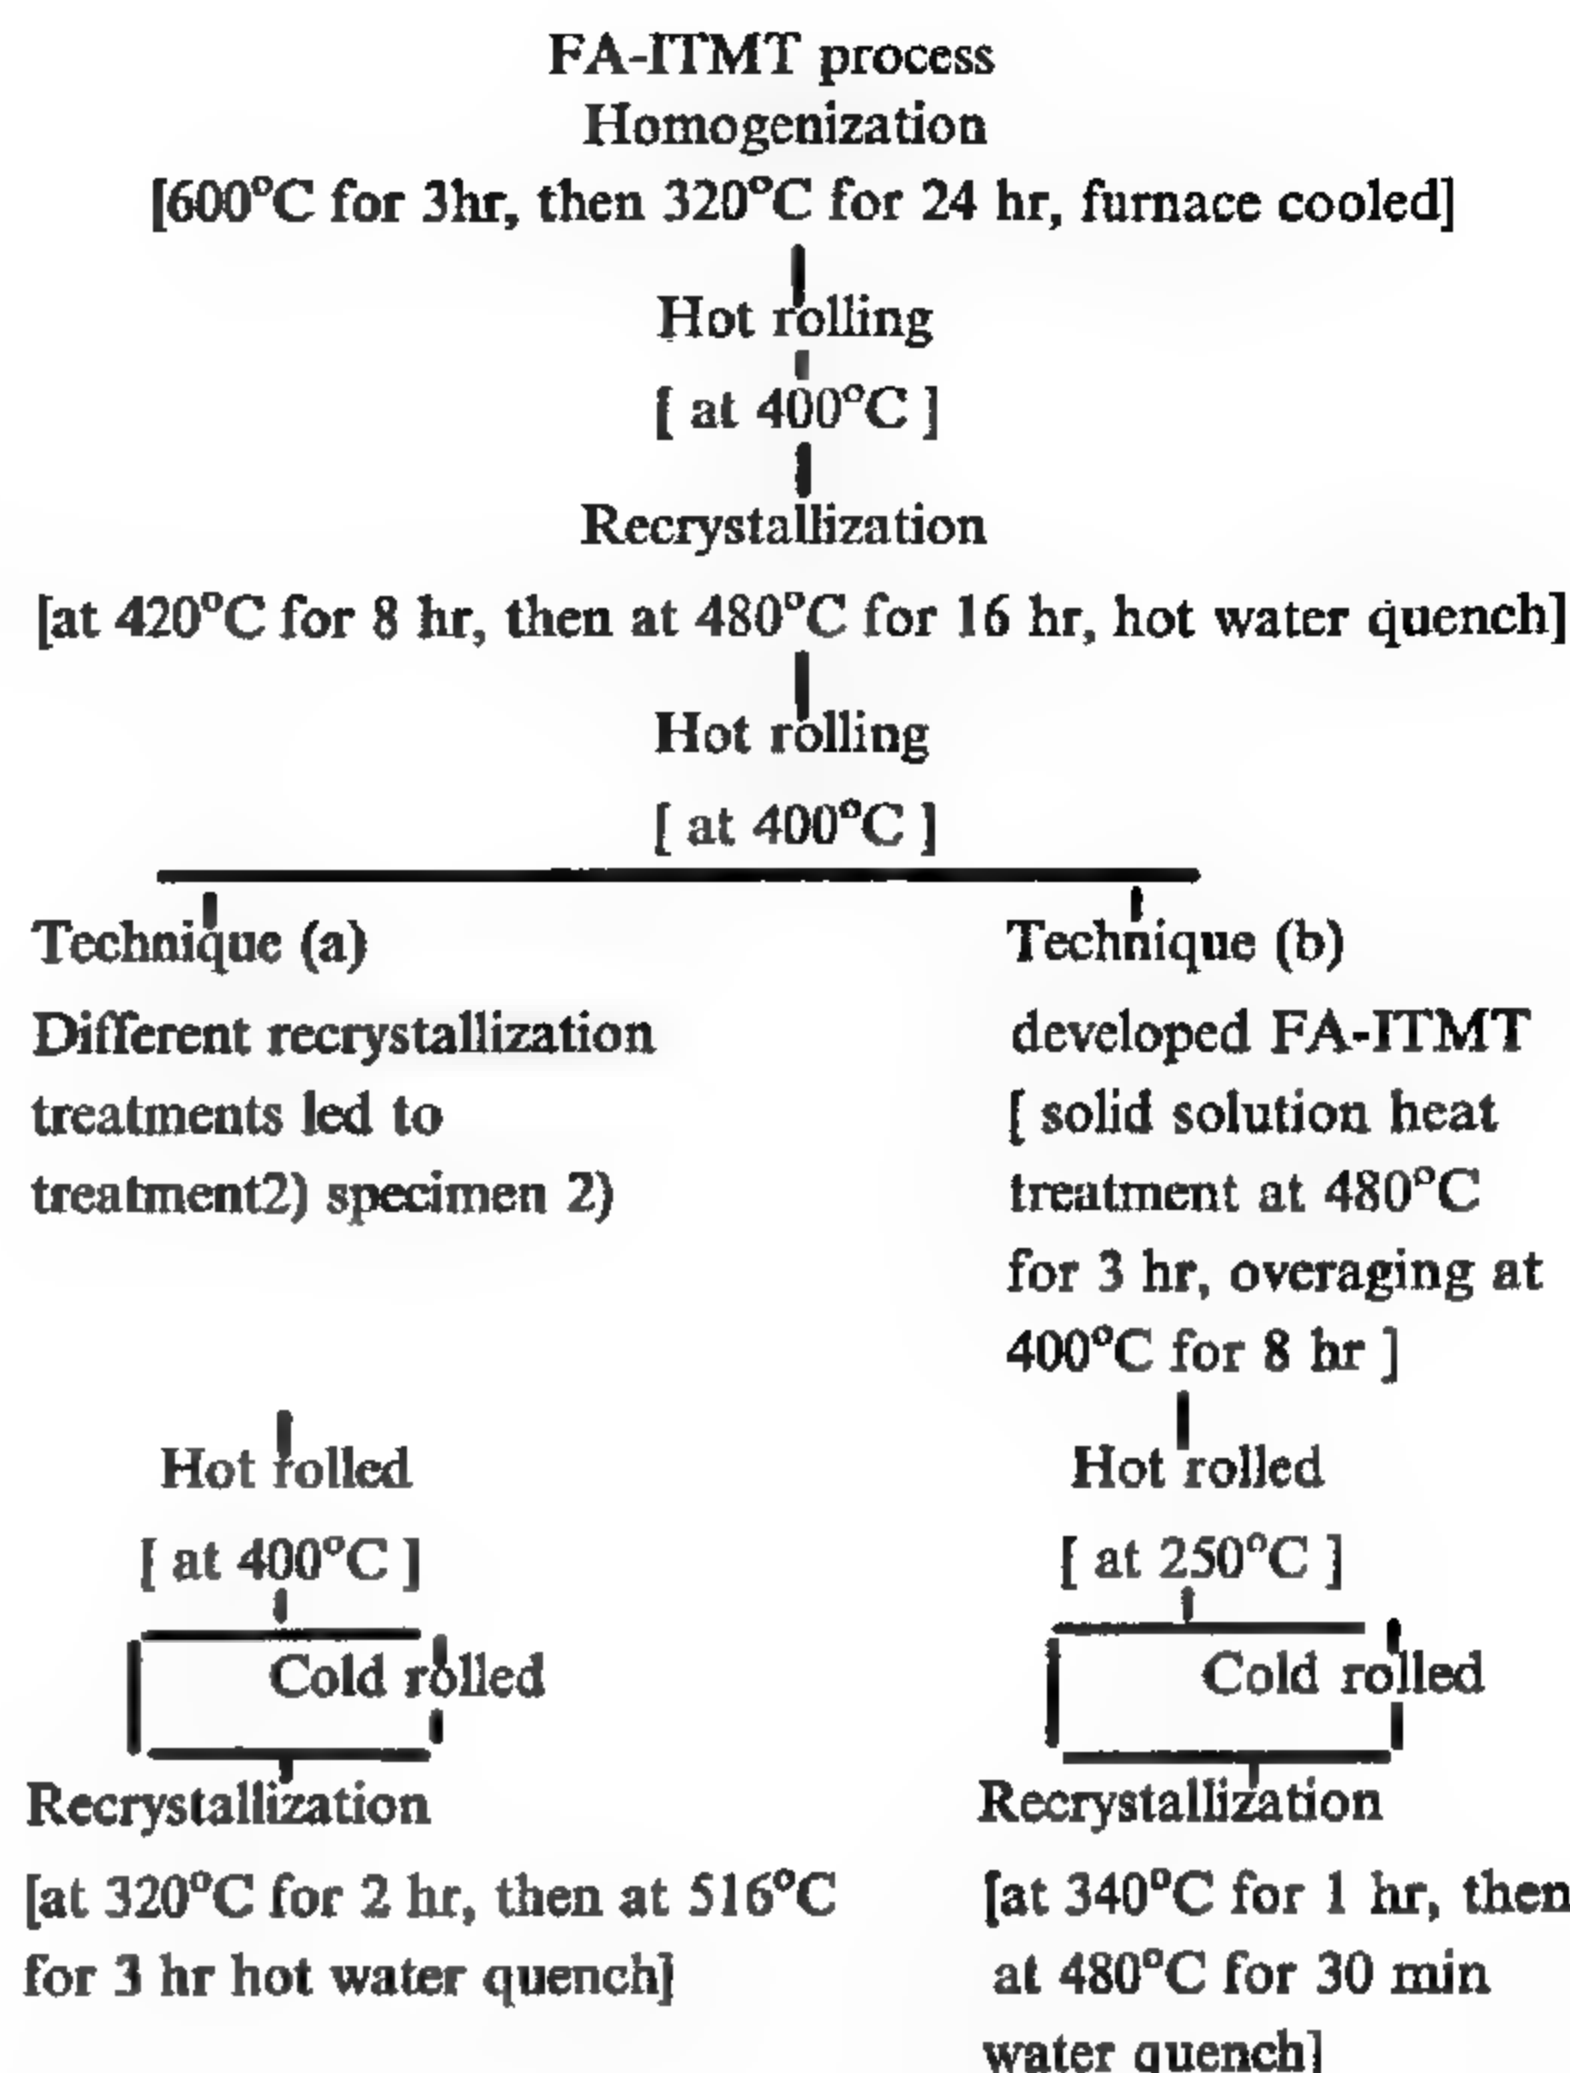 FA-ITMT process
Homogenization
[600°C for 3hr, then 320°C for 24 hr, furnace cooled]
Hot rolling
[ at 400°C ]
Recrystallization
[at 420°C for 8 hr, then at 480°C for 16 hr, hot water quench]
Hot rolling
[ at 400°C ]
Technique (a)
Different recrystallization
treatments led to
treatment2) specimen 2)
Technique (b)
developed FA-ITMT
[ solid solution heat
treatment at 480°C
for 3 hr, overaging at
400°C for 8 hr ]
Hot rolled
[ at 400°C ]
Cold rolled
Recrystallization
[at 320°C for 2 hr, then at 516°C
for 3 hr hot water quench]
Hot rolled
[ at 250°C ]
Cold rolled
Recrystallization
[at 340°C for 1 hr, then
at 480°C for 30 min
water quench]